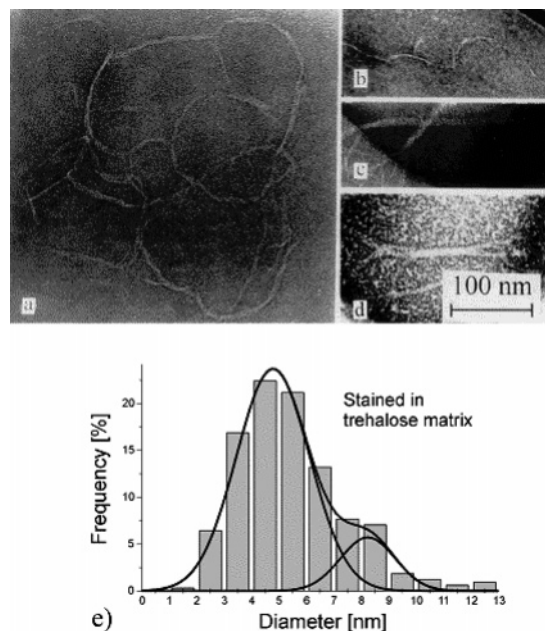 a
b
c
d
100 nm
Stained in
trehalose matrix
Frequency [%]
20
15
10
5
0
0 1 2 3 4 5 6 7 8 9 10 11 12 13
Diameter [nm]
e)